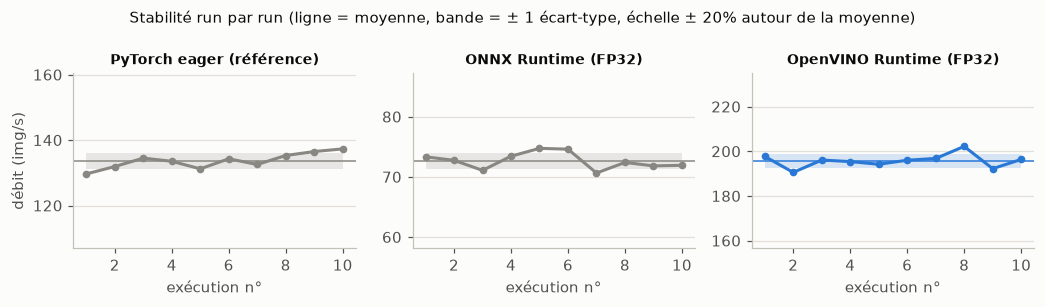 Stabilité run par run (ligne = moyenne, bande = ± 1 écart-type, échelle ± 20% autour de la moyenne)
PyTorch eager (référence)
160
140
120
débit (img/s)
2 4 6 8 10
exécution n°
ONNX Runtime (FP32)
80
70
60
2 4 6 8 10
exécution n°
OpenVINO Runtime (FP32)
220
200
180
160
2 4 6 8 10
exécution n°